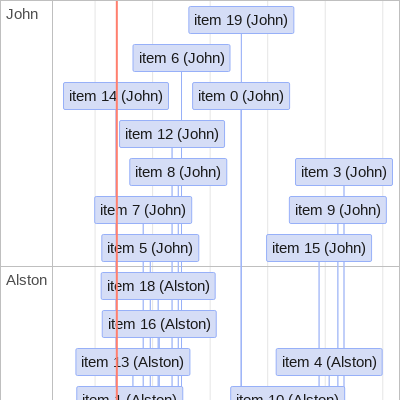 John
item 19 (John)
item 6 (John)
item 14 (John)
item 0 (John)
item 12 (John)
item 8 (John)
item 3 (John)
item 7 (John)
item 9 (John)
item 5 (John)
item 15 (John)
Alston
item 18 (Alston)
item 16 (Alston)
item 13 (Alston)
item 4 (Alston)
item 1 (Alston)
item 10 (Alston)